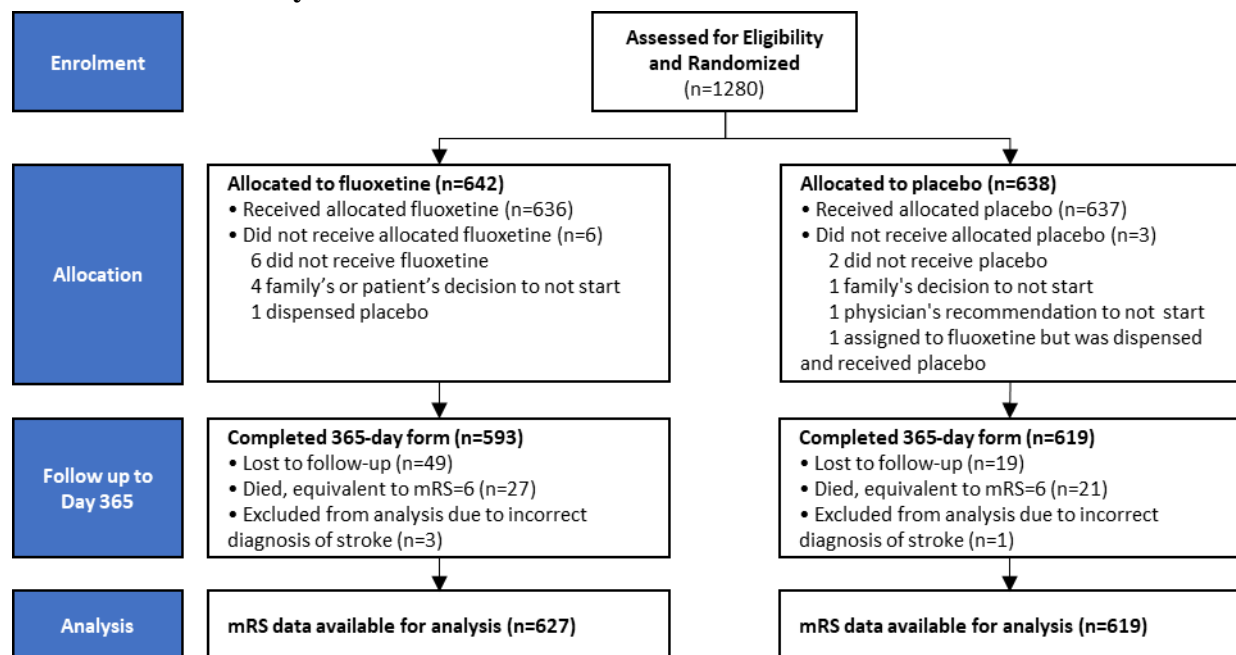 Enrolment
Assessed for Eligibility
and Randomized
(n=1280)
Allocation
Allocated to fluoxetine (n=642)
• Received allocated fluoxetine (n=636)
• Did not receive allocated fluoxetine (n=6)
6 did not receive fluoxetine
4 family’s or patient’s decision to not start
1 dispensed placebo
Allocated to placebo (n=638)
• Received allocated placebo (n=637)
• Did not receive allocated placebo (n=3)
2 did not receive placebo
1 family's decision to not start
1 physician's recommendation to not start
1 assigned to fluoxetine but was dispensed
and received placebo
Follow up to
Day 365
Completed 365-day form (n=593)
• Lost to follow-up (n=49)
• Died, equivalent to mRS=6 (n=27)
• Excluded from analysis due to incorrect
diagnosis of stroke (n=3)
Completed 365-day form (n=619)
• Lost to follow-up (n=19)
• Died, equivalent to mRS=6 (n=21)
• Excluded from analysis due to incorrect
diagnosis of stroke (n=1)
Analysis
mRS data available for analysis (n=627)
mRS data available for analysis (n=619)